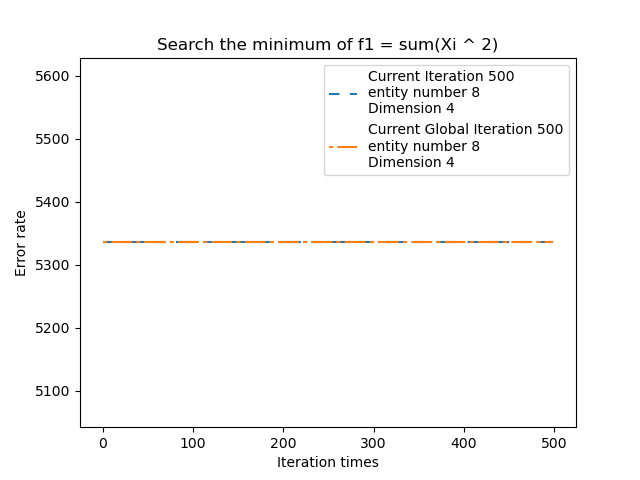 Search the minimum of f1 = sum(Xi ^ 2)
Current Iteration 500
entity number 8
Dimension 4
Current Global Iteration 500
entity number 8
Dimension 4
Error rate
5600
5500
5400
5300
5200
5100
0 100 200 300 400 500
Iteration times